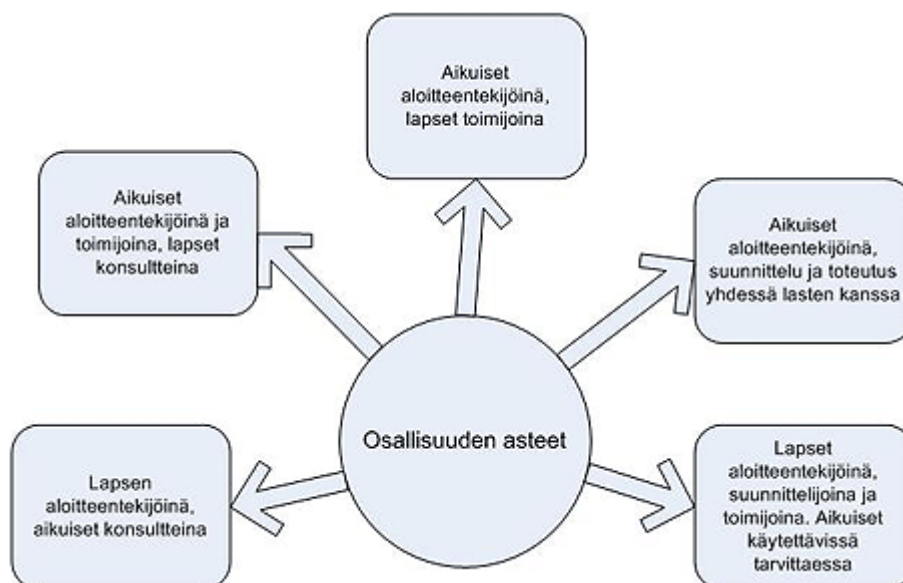 Aikuiset
aloitteentekijöinä,
lapset toimijoina
Aikuiset
aloitteentekijöinä ja
toimijoina, lapset
konsultteina
Aikuiset
aloitteentekijöinä,
suunnittelu ja toteutus
yhdessä lasten kanssa
Osallisuuden asteet
Lapsen
aloitteentekijöinä,
aikuiset konsultteina
Lapset
aloitteentekijöinä,
suunnittelijoina ja
toimijoina. Aikuiset
käytettävissä
tarvittaessa